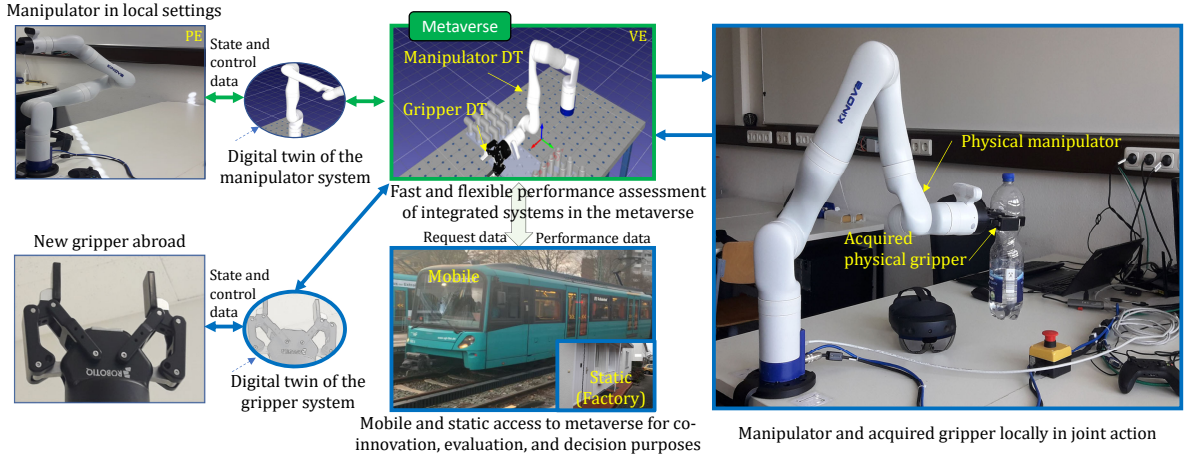 Manipulator in local settings
PE
KINOVA
State and
control
data
Digital twin of the
manipulator system
Metaverse
VE
Manipulator DT
Gripper DT
Fast and flexible performance assessment
of integrated systems in the metaverse
Request data
Performance data
New gripper abroad
ROBOTIQ
State and
control
data
Digital twin of the
gripper system
Mobile
Static
(Factory)
Mobile and static access to metaverse for co-
innovation, evaluation, and decision purposes
KINOVA
Physical manipulator
Acquired
physical gripper
Manipulator and acquired gripper locally in joint action